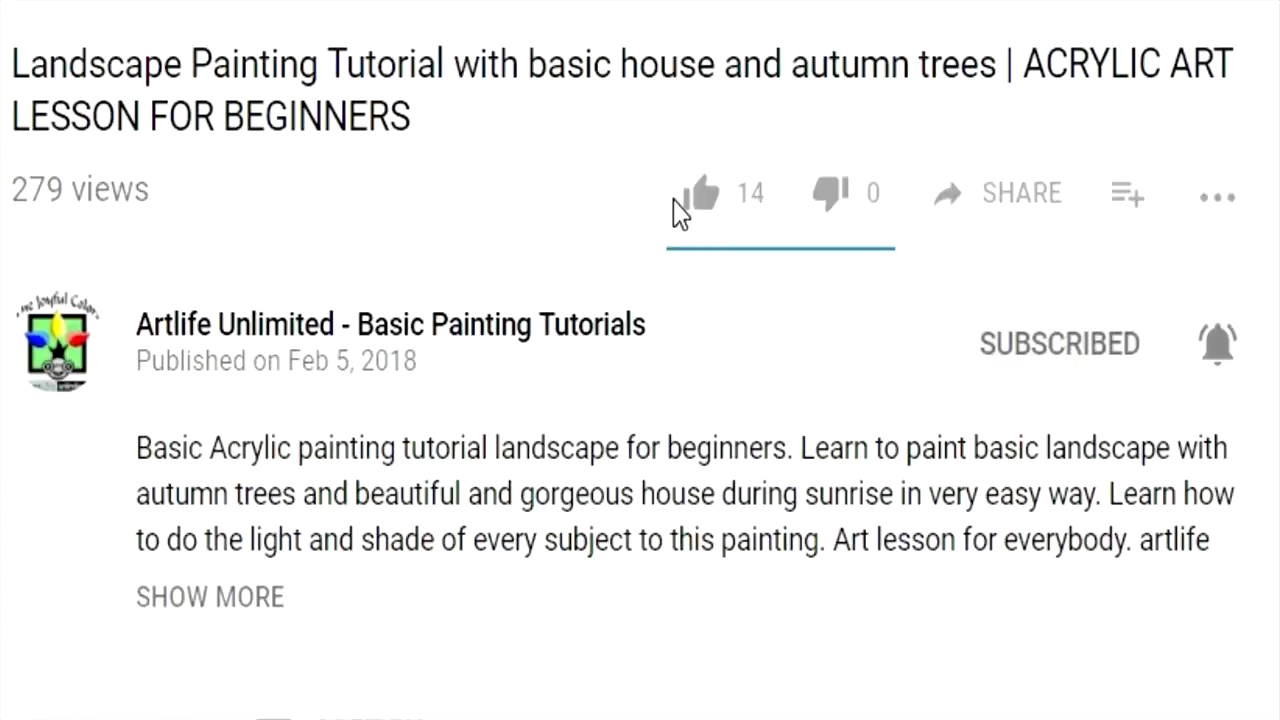 Landscape Painting Tutorial with basic house and autumn trees | ACRYLIC ART
LESSON FOR BEGINNERS
279 views
14
0
SHARE
Joyful Color
Artlife Unlimited - Basic Painting Tutorials
Published on Feb 5, 2018
SUBSCRIBED
Basic Acrylic painting tutorial landscape for beginners. Learn to paint basic landscape with
autumn trees and beautiful and gorgeous house during sunrise in very easy way. Learn how
to do the light and shade of every subject to this painting. Art lesson for everybody. artlife
SHOW MORE